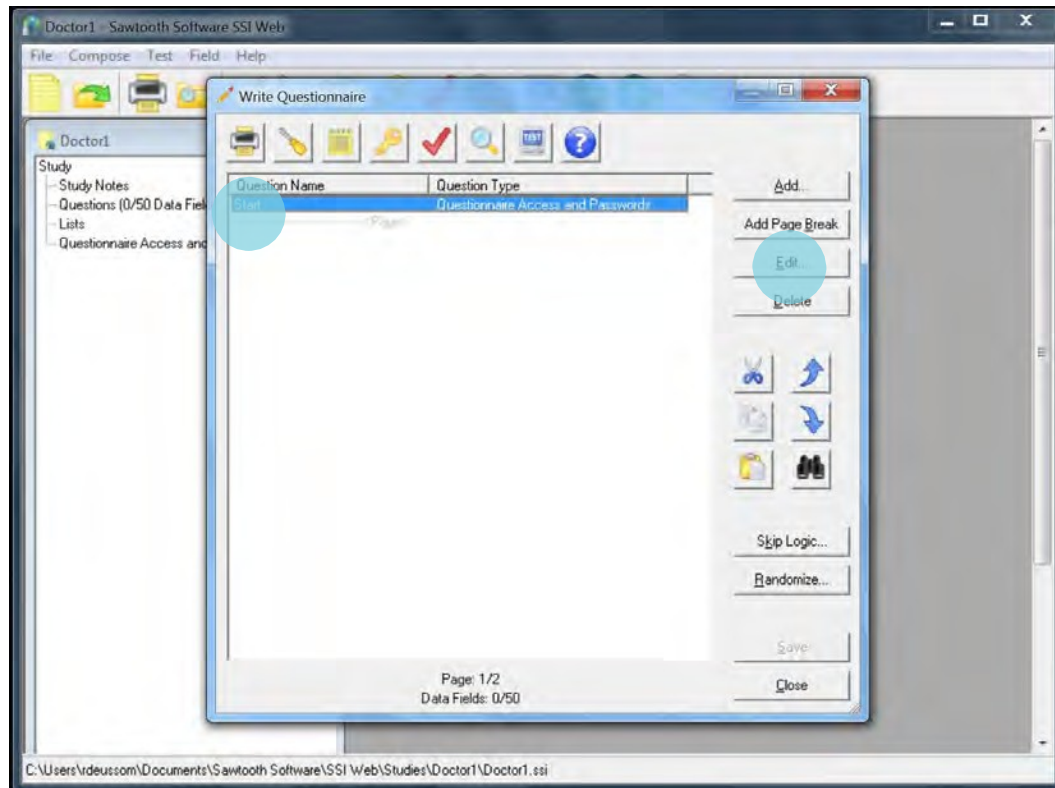 Doctor1 - Sawtooth Software SSI Web
File Compose Test Field Help
Write Questionnaire
Doctor1
Study
Study Notes
Questions (0/50 Data Fiel
Lists
Questionnaire Access and
TEST
Question Name Question Type
Start Questionnaire Access and Passwords
Page
Add...
Add Page Break
Edit...
Delete
Skip Logic...
Randomize...
Save
Close
Page: 1/2
Data Fields: 0/50
C:\Users\rdeussom\Documents\Sawtooth Software\SSI Web\Studies\Doctor1\Doctor1.ssi